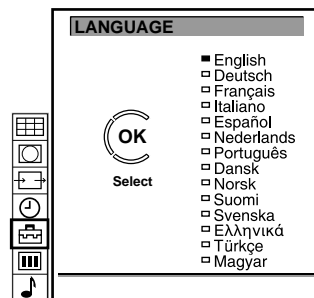 LANGUAGE
English
Deutsch
Français
Italiano
Español
Nederlands
Português
Dansk
Norsk
Suomi
Svenska
Ελληνικά
Türkçe
Magyar
OK
Select